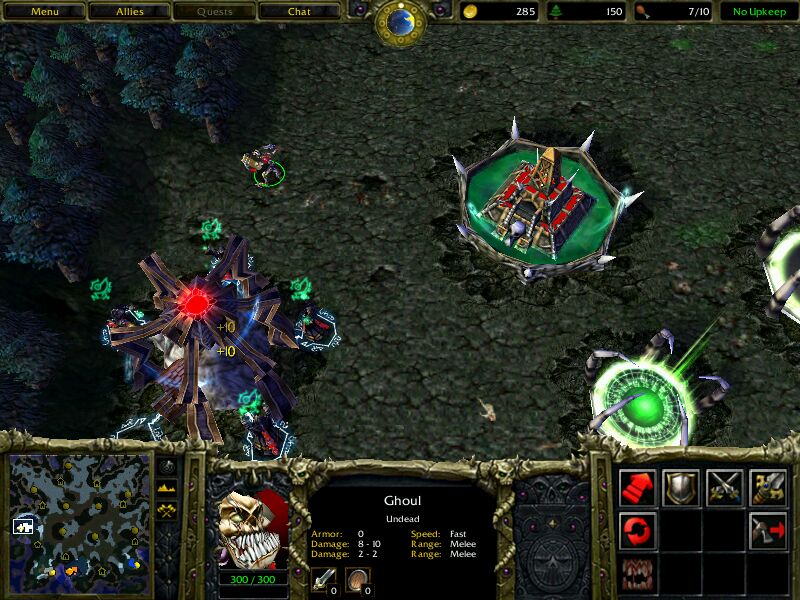 Menu Allies Quests Chat 285 150 7/10 No Upkeep
+10
+10
Ghoul
Undead
Armor: 0 Speed: Fast
Damage: 8 - 10 Range: Melee
Damage: 2 - 2 Range: Melee
300 / 300
0 0